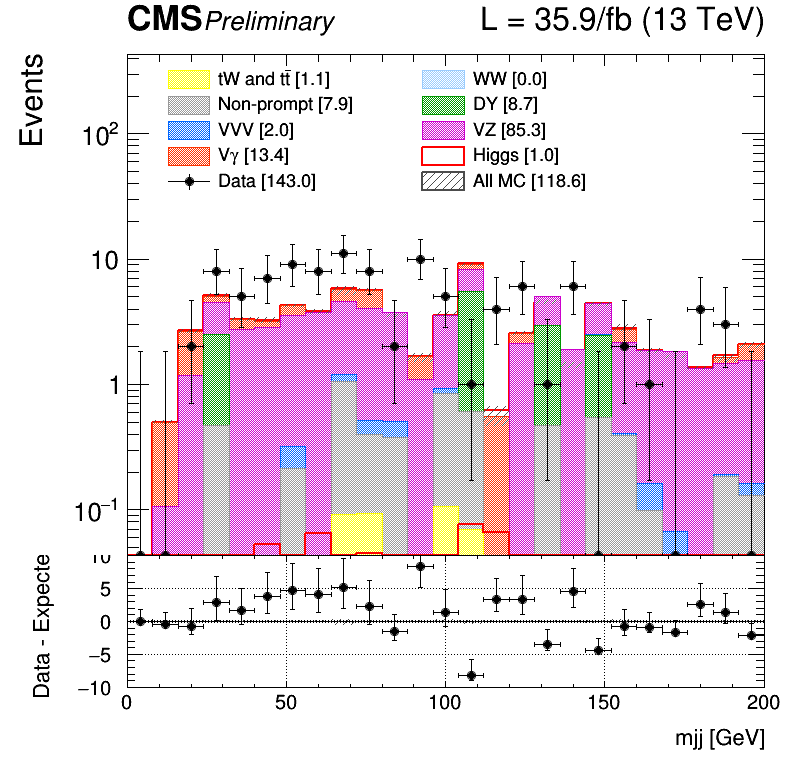 CMS Preliminary L = 35.9/fb (13 TeV)
Events
tW and tt̄ [1.1] WW [0.0]
Non-prompt [7.9] DY [8.7]
VVV [2.0] VZ [85.3]
Vγ [13.4] Higgs [1.0]
Data [143.0] All MC [118.6]
10²
10
1
10⁻¹
Data - Expecte
10
5
0
−5
−10
0 50 100 150 200
mjj [GeV]